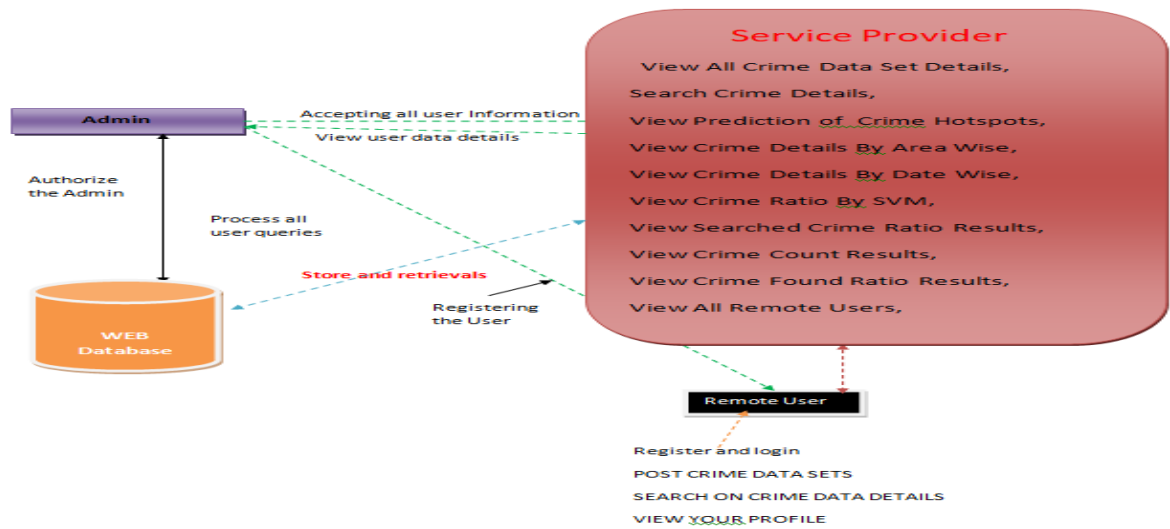 Service Provider
View All Crime Data Set Details,
Search Crime Details,
View Prediction of Crime Hotspots,
View Crime Details By Area Wise,
View Crime Details By Date Wise,
View Crime Ratio By SVM,
View Searched Crime Ratio Results,
View Crime Count Results,
View Crime Found Ratio Results,
View All Remote Users,
Admin
Accepting all user Information
View user data details
Authorize
the Admin
Process all
user queries
Store and retrievals
Registering
the User
WEB
Database
Remote User
Register and login
POST CRIME DATA SETS
SEARCH ON CRIME DATA DETAILS
VIEW YOUR PROFILE